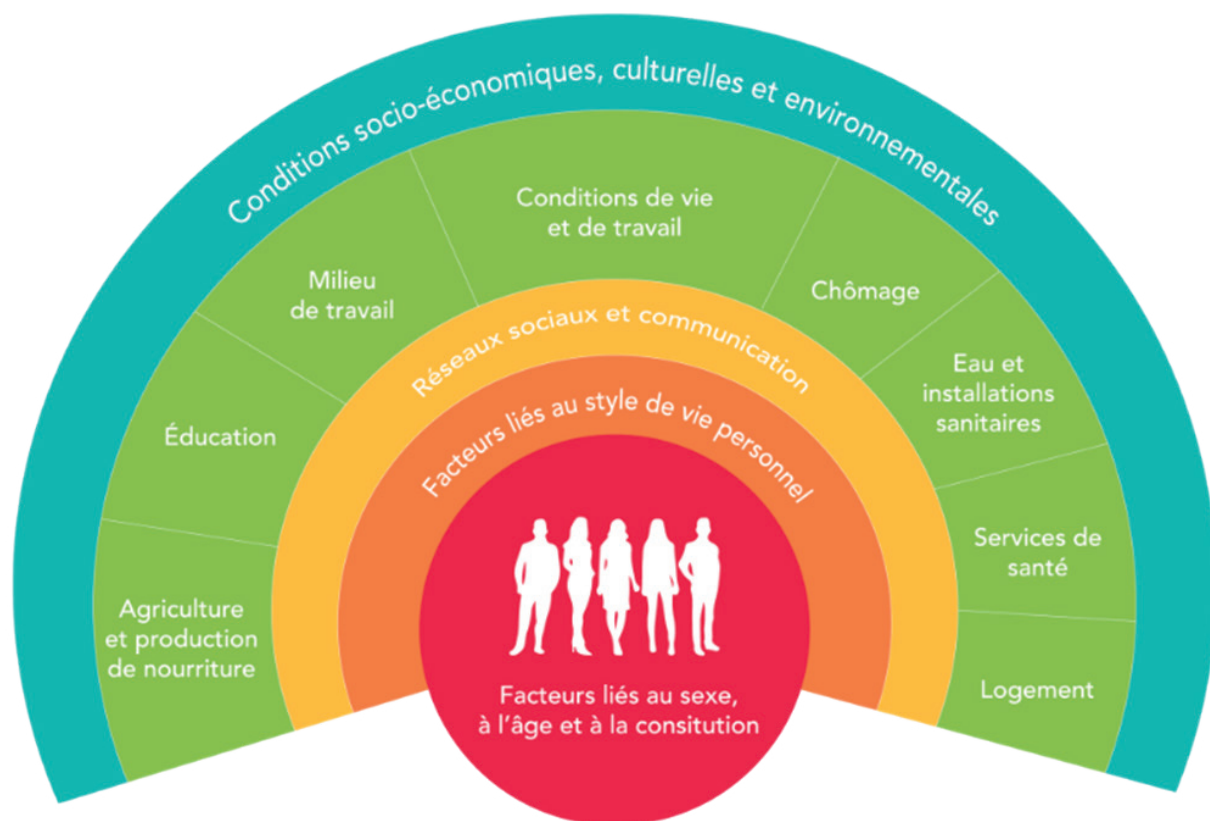 Conditions socio-économiques, culturelles et environnementales
Conditions de vie
et de travail
Milieu
de travail
Chômage
Réseaux sociaux et communication
Eau et
installations
sanitaires
Facteurs liés au style de vie personnel
Éducation
Services de
santé
Agriculture
et production
de nourriture
Logement
Facteurs liés au sexe,
à l'âge et à la consitution